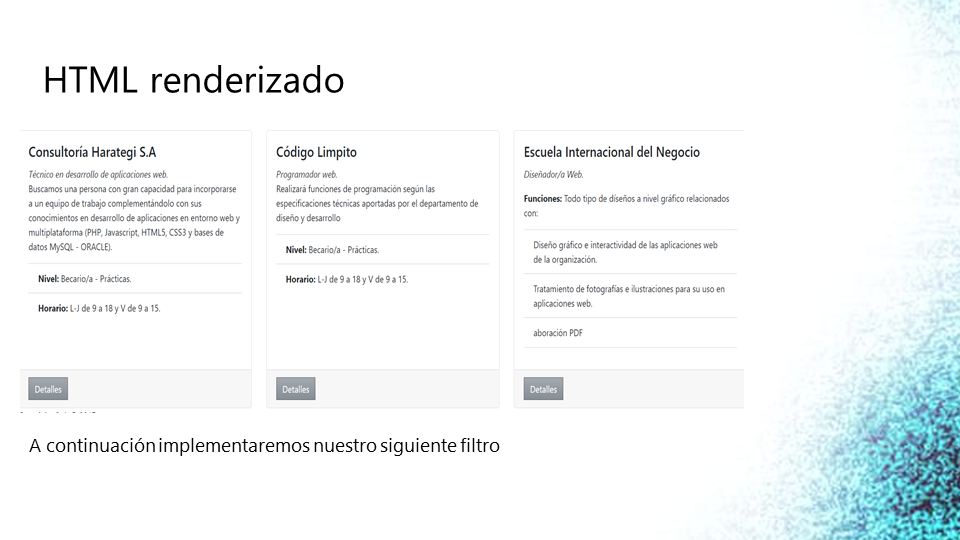 HTML renderizado
Consultoría Harategi S.A
Técnico en desarrollo de aplicaciones web.
Buscamos una persona con gran capacidad para incorporarse
a un equipo de trabajo complementándolo con sus
conocimientos en desarrollo de aplicaciones en entorno web y
multiplataforma (PHP, Javascript, HTML5, CSS3 y bases de
datos MySQL - ORACLE).
Nivel: Becario/a - Prácticas.
Horario: L-J de 9 a 18 y V de 9 a 15.
Detalles
Código Limpito
Programador web.
Realizará funciones de programación según las
especificaciones técnicas aportadas por el departamento de
diseño y desarrollo
Nivel: Becario/a - Prácticas.
Horario: L-J de 9 a 18 y V de 9 a 15.
Detalles
Escuela Internacional del Negocio
Diseñador/a Web.
Funciones: Todo tipo de díseños a nivel gráfico relacionados
con:
Diseño gráfico e interactividad de las aplicaciones web
de la organización.
Tratamiento de fotografías e ilustraciones para su uso en
aplicaciones web.
aboración PDF
Detalles
A continuación implementaremos nuestro siguiente filtro